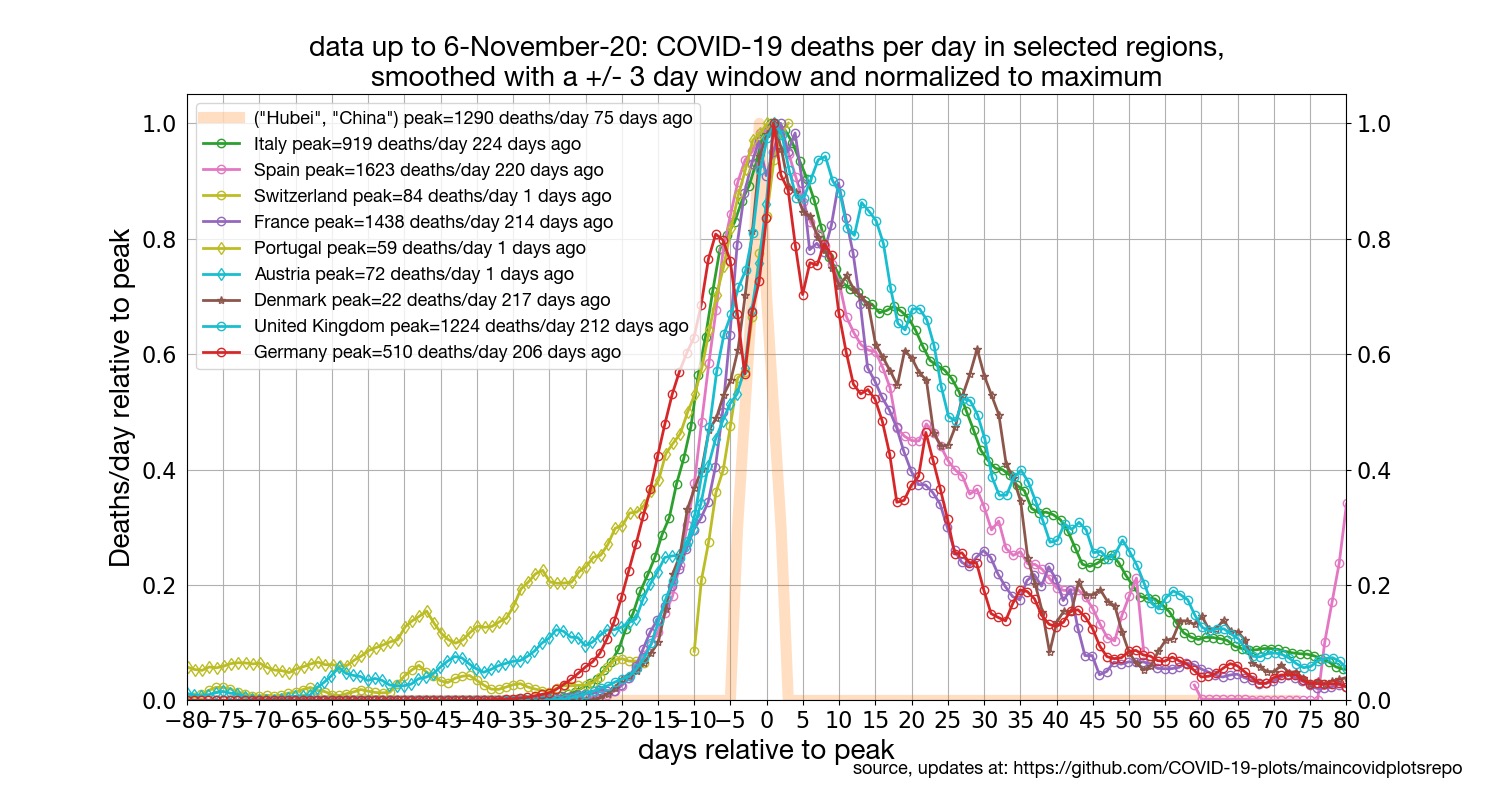 data up to 6-November-20: COVID-19 deaths per day in selected regions,
smoothed with a +/- 3 day window and normalized to maximum
("Hubei", "China") peak=1290 deaths/day 75 days ago
Italy peak=919 deaths/day 224 days ago
Spain peak=1623 deaths/day 220 days ago
Switzerland peak=84 deaths/day 1 days ago
France peak=1438 deaths/day 214 days ago
Portugal peak=59 deaths/day 1 days ago
Austria peak=72 deaths/day 1 days ago
Denmark peak=22 deaths/day 217 days ago
United Kingdom peak=1224 deaths/day 212 days ago
Germany peak=510 deaths/day 206 days ago
Deaths/day relative to peak
1.0
0.8
0.6
0.4
0.2
0.0
1.0
0.8
0.6
0.4
0.2
0.0
−80 −75 −70 −65 −60 −55 −50 −45 −40 −35 −30 −25 −20 −15 −10 −5 0 5 10 15 20 25 30 35 40 45 50 55 60 65 70 75 80
days relative to peak
source, updates at: https://github.com/COVID-19-plots/maincovidplotsrepo